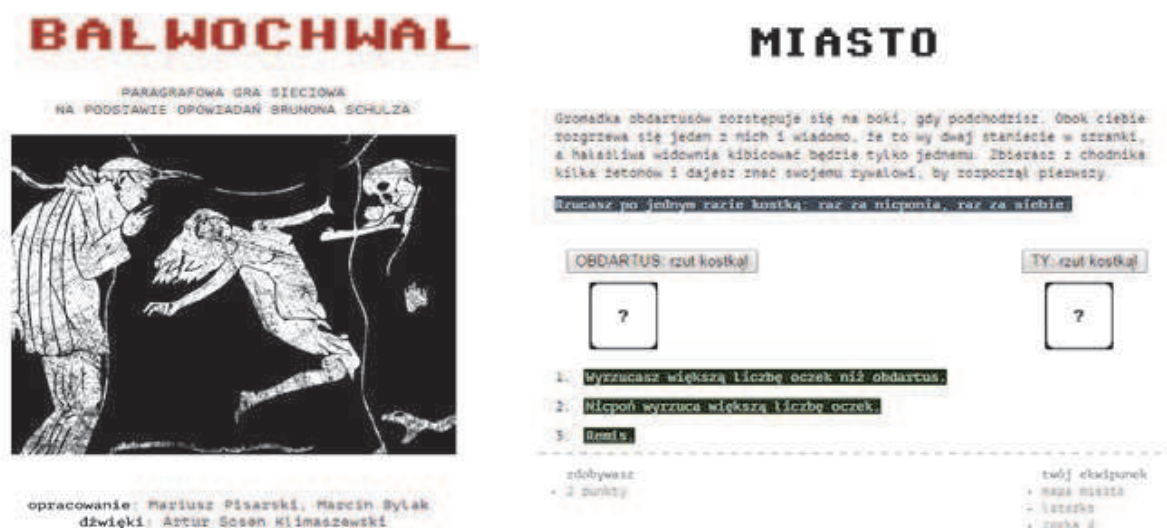 BAŁWOCHWAŁ
PARAGRAFOWA GRA SIECIOWA
NA PODSTAWIE OPOWIADAŃ BRUNONA SCHULZA
opracowanie: Mariusz Pisarski, Marcin Bylak
dźwięki: Artur Sosen Klimaszewski
MIASTO
Gromadka obdartusów rozstępuje się na boki, gdy podchodzisz. Obok ciebie
rozgrzewa się jeden z nich i wiadomo, że to wy dwaj staniecie w szranki,
a hałaśliwa widownia kibicować będzie tylko jednemu. Zbierasz z chodnika
kilka żetonów i dajesz znać swojemu rywalowi, by rozpoczął pierwszy.
Rzucasz po jednym razie kostką: raz za nicponia, raz za siebie.
OBDARTUS: rzut kostką!
TY: rzut kostką!
?
?
1. Wyrzucasz większą liczbę oczek niż obdartus.
2. Nicpoń wyrzuca większą liczbę oczek.
3. Remis.
zdobywasz
• 2 punkty
twój ekwipunek
• mapa miasta
• latarka